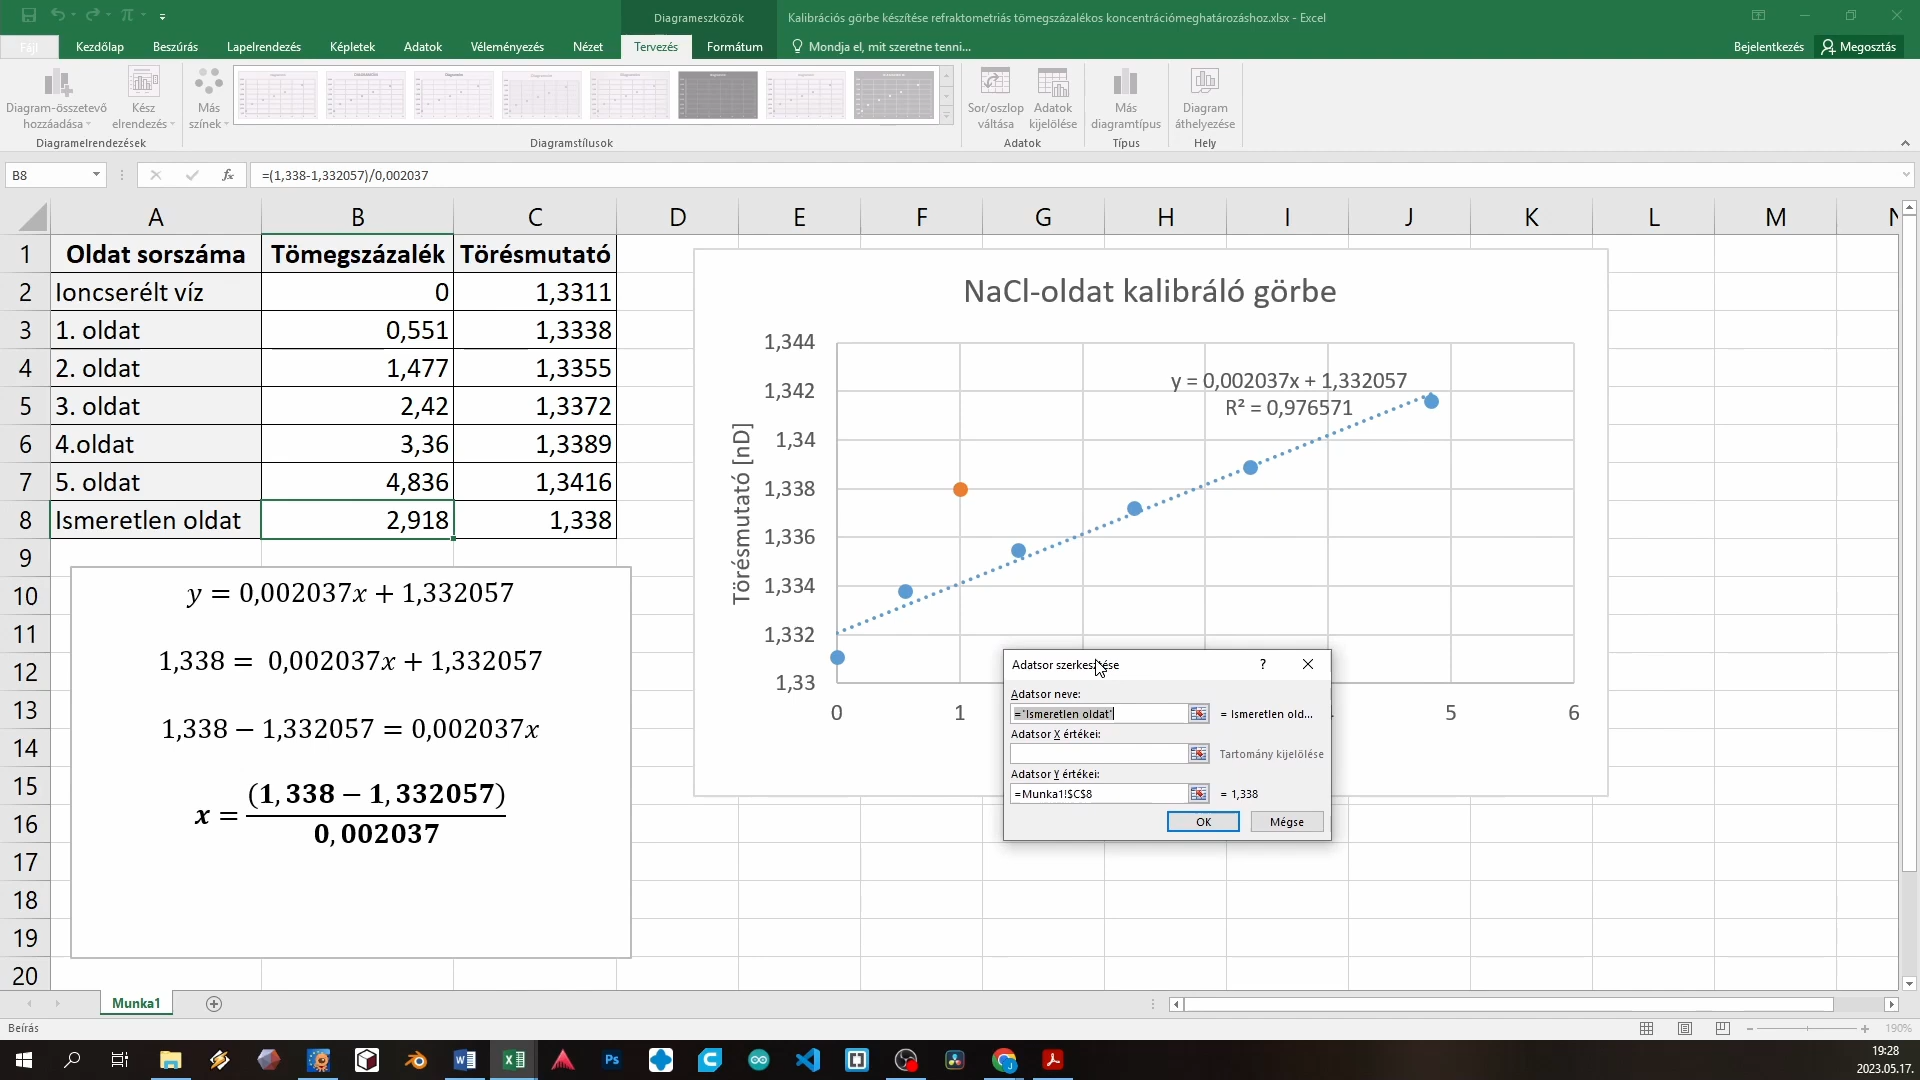 Diagrameszközök
Kalibrációs görbe készítése refraktometriás tömegszázalékos koncentrációmeghatározáshoz.xlsx - Excel
Fájl Kezdőlap Beszúrás Lapelrendezés Képletek Adatok Véleményezés Nézet Tervezés Formátum Mondja el, mit szeretne tenni... Bejelentkezés Megosztás
Diagram-összetevő hozzáadása
Kész elrendezés
Más színek
Sor/oszlop váltása
Adatok kijelölése
Más diagramtípus
Diagram áthelyezése
Diagramelrendezések Diagramstílusok Adatok Típus Hely
B8 fx =(1,338-1,332057)/0,002037
A B C D E F G H I J K L M N
1 Oldat sorszáma Tömegszázalék Törésmutató
2 Ioncserélt víz 0 1,3311
3 1. oldat 0,551 1,3338
4 2. oldat 1,477 1,3355
5 3. oldat 2,42 1,3372
6 4.oldat 3,36 1,3389
7 5. oldat 4,836 1,3416
8 Ismeretlen oldat 2,918 1,338
9
10
11
12
13
14
15
16
17
18
19
20
y = 0,002037x + 1,332057
1,338 = 0,002037x + 1,332057
1,338 − 1,332057 = 0,002037x
x = (1,338 − 1,332057)
0,002037
NaCl-oldat kalibráló görbe
1,344
1,342
1,34
1,338
1,336
1,334
1,332
1,33
Törésmutató [nD]
y = 0,002037x + 1,332057
R² = 0,976571
0 1 5 6
Adatsor szerkesztése ?
Adatsor neve:
="Ismeretlen oldat" = Ismeretlen old...
Adatsor X értékei:
Tartomány kijelölése
Adatsor Y értékei:
=Munka1!$C$8 = 1,338
OK Mégse
Munka1
Beírás 190%
Ps
19:28
2023.05.17.